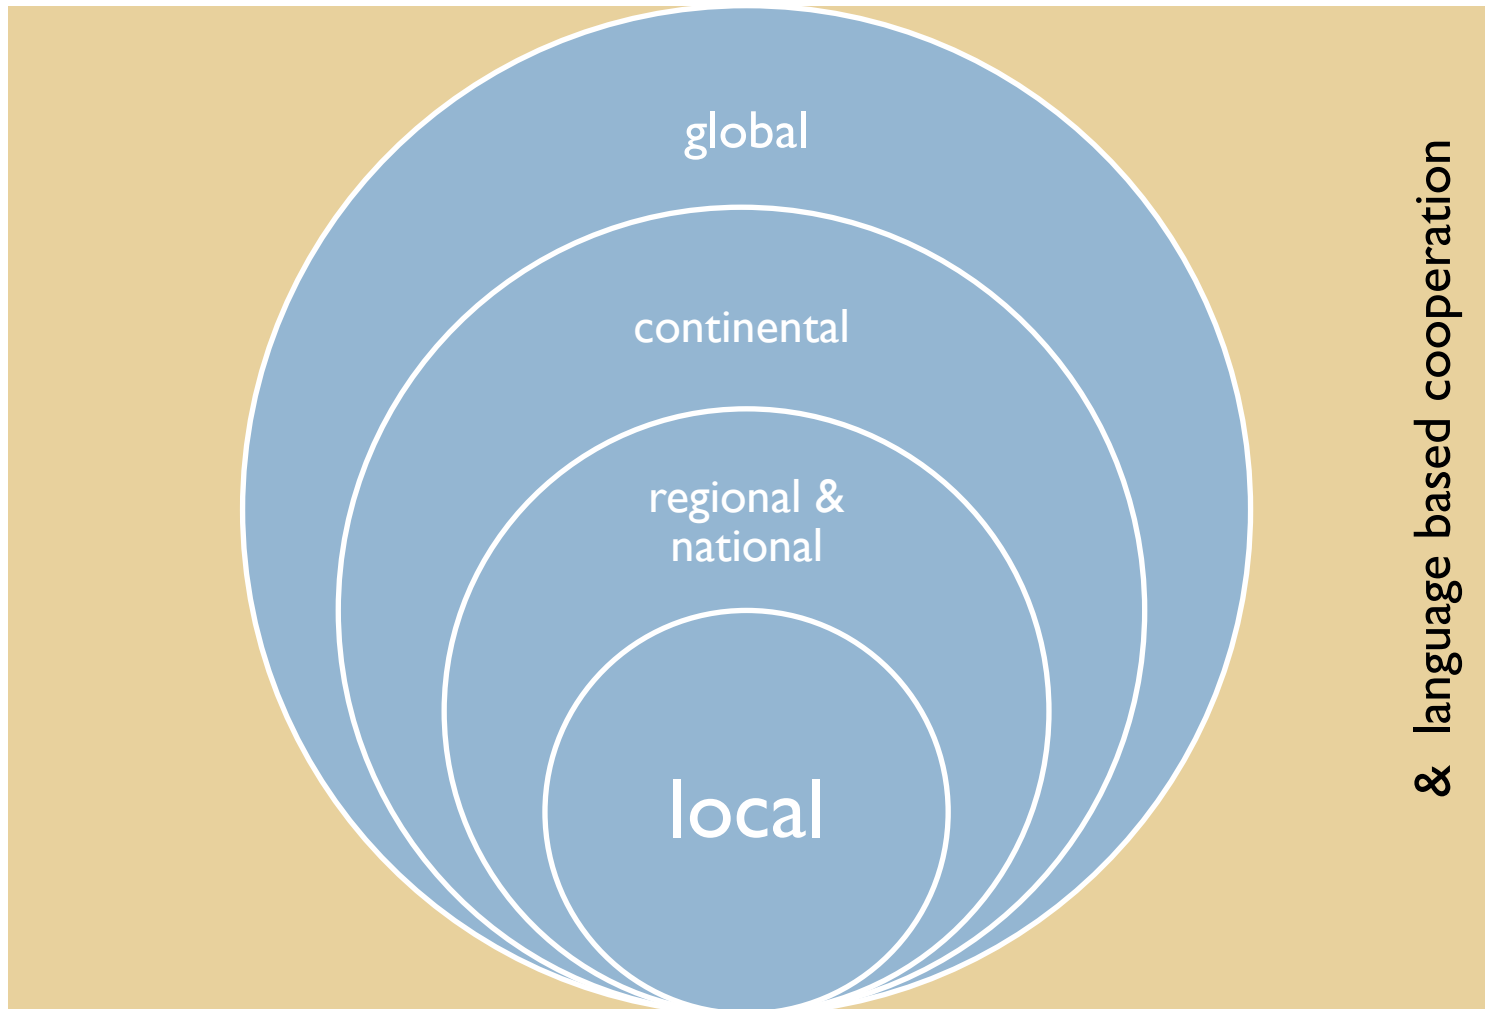 global
continental
regional &
national
local
& language based cooperation